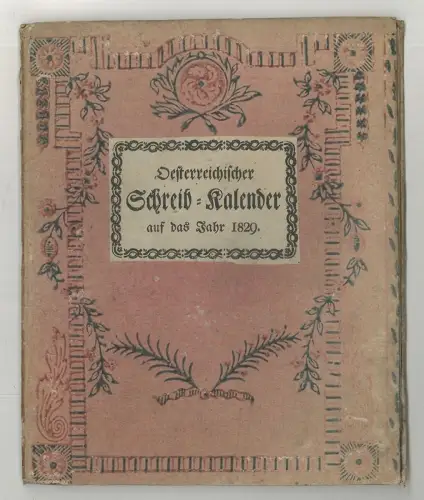 Oesterreichischer
Schreib-Kalender
auf das Jahr 1829.